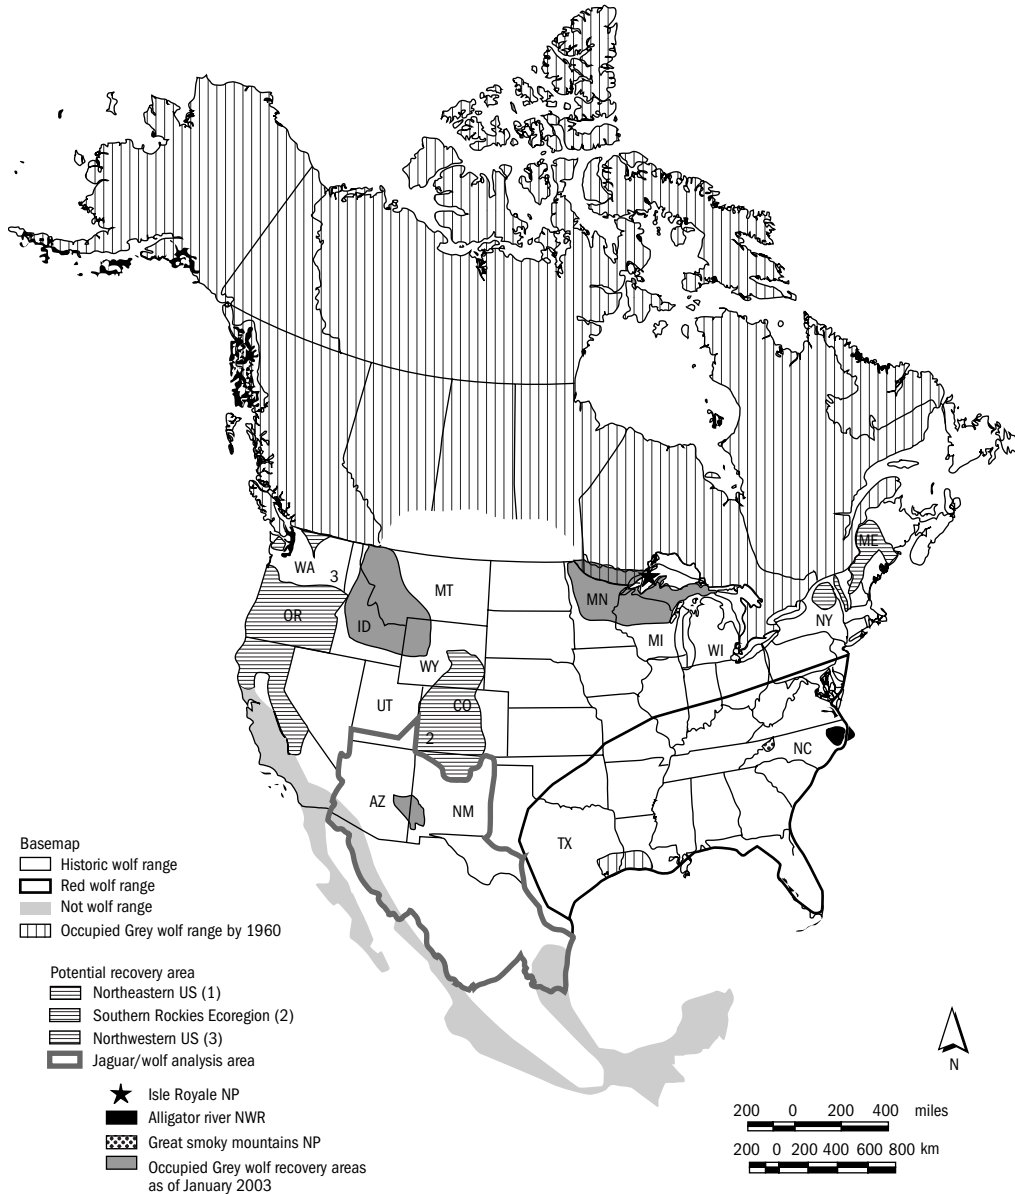 ME
WA
3
MT
OR
ID
MN
MI
WI
NY
WY
UT
CO
2
NC
AZ
NM
TX
Basemap
Historic wolf range
Red wolf range
Not wolf range
Occupied Grey wolf range by 1960
Potential recovery area
Northeastern US (1)
Southern Rockies Ecoregion (2)
Northwestern US (3)
Jaguar/wolf analysis area
Isle Royale NP
Alligator river NWR
Great smoky mountains NP
Occupied Grey wolf recovery areas
as of January 2003
N
200 0 200 400 miles
200 0 200 400 600 800 km